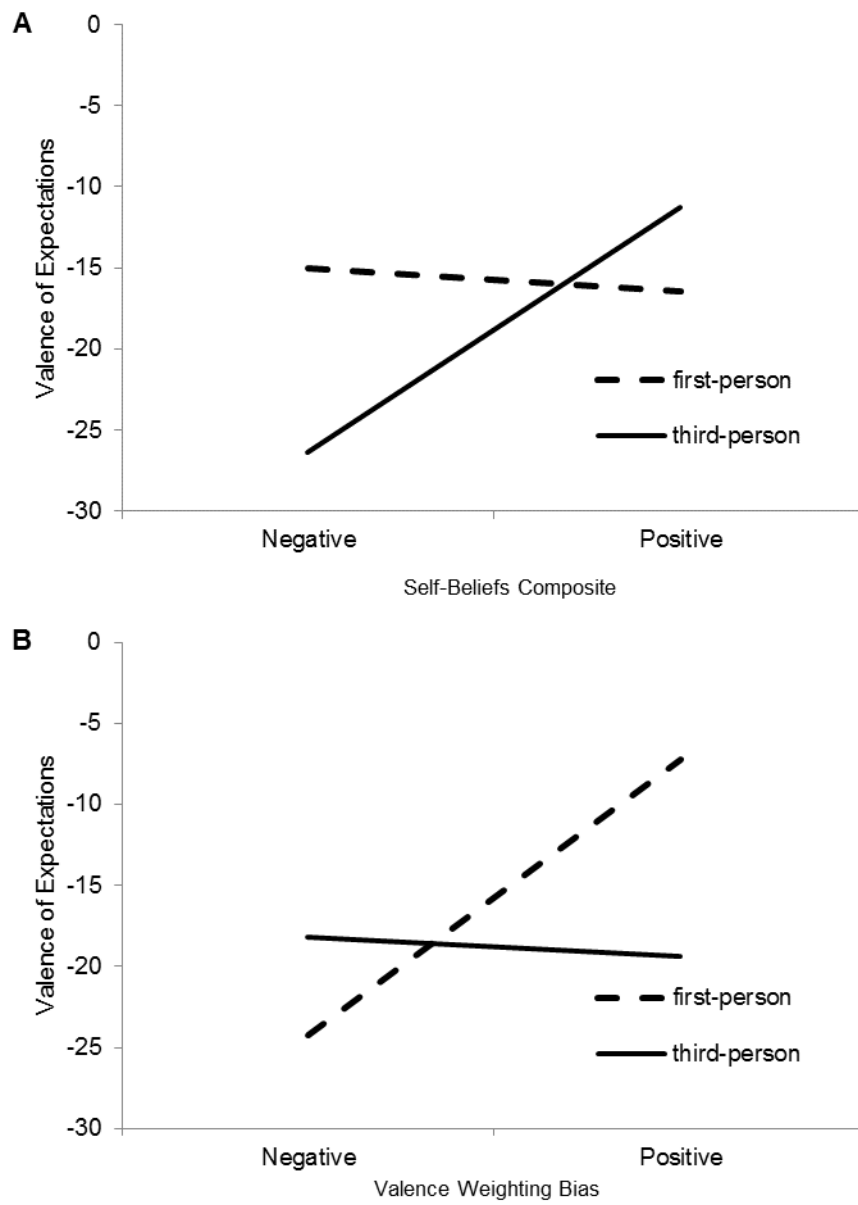 A
Valence of Expectations
0
-5
-10
-15
-20
-25
-30
first-person
third-person
Negative Positive
Self-Beliefs Composite
B
Valence of Expectations
0
-5
-10
-15
-20
-25
-30
first-person
third-person
Negative Positive
Valence Weighting Bias